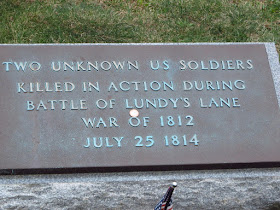 TWO UNKNOWN US SOLDIERS
KILLED IN ACTION DURING
BATTLE OF LUNDY'S LANE
WAR OF 1812
JULY 25 1814